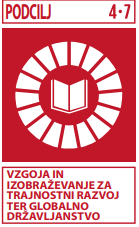 PODCILJ 4·7
VZGOJA IN
IZOBRAŽEVANJE ZA
TRAJNOSTNI RAZVOJ
TER GLOBALNO
DRŽAVLJANSTVO